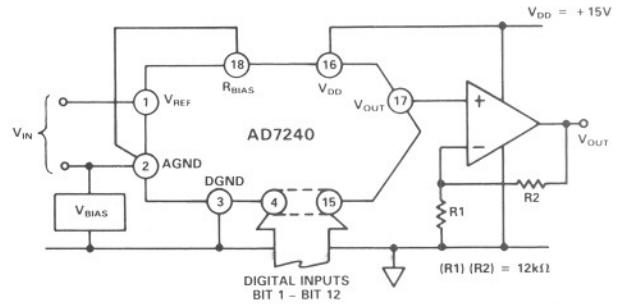 V_DD = +15V
18
R_BIAS
16
V_DD
1
V_REF
17
V_OUT
+
AD7240
V_IN
2
AGND
DGND
3
4
15
−
V_OUT
V_BIAS
R1
R2
DIGITAL INPUTS
BIT 1 – BIT 12
(R1) (R2) = 12kΩ